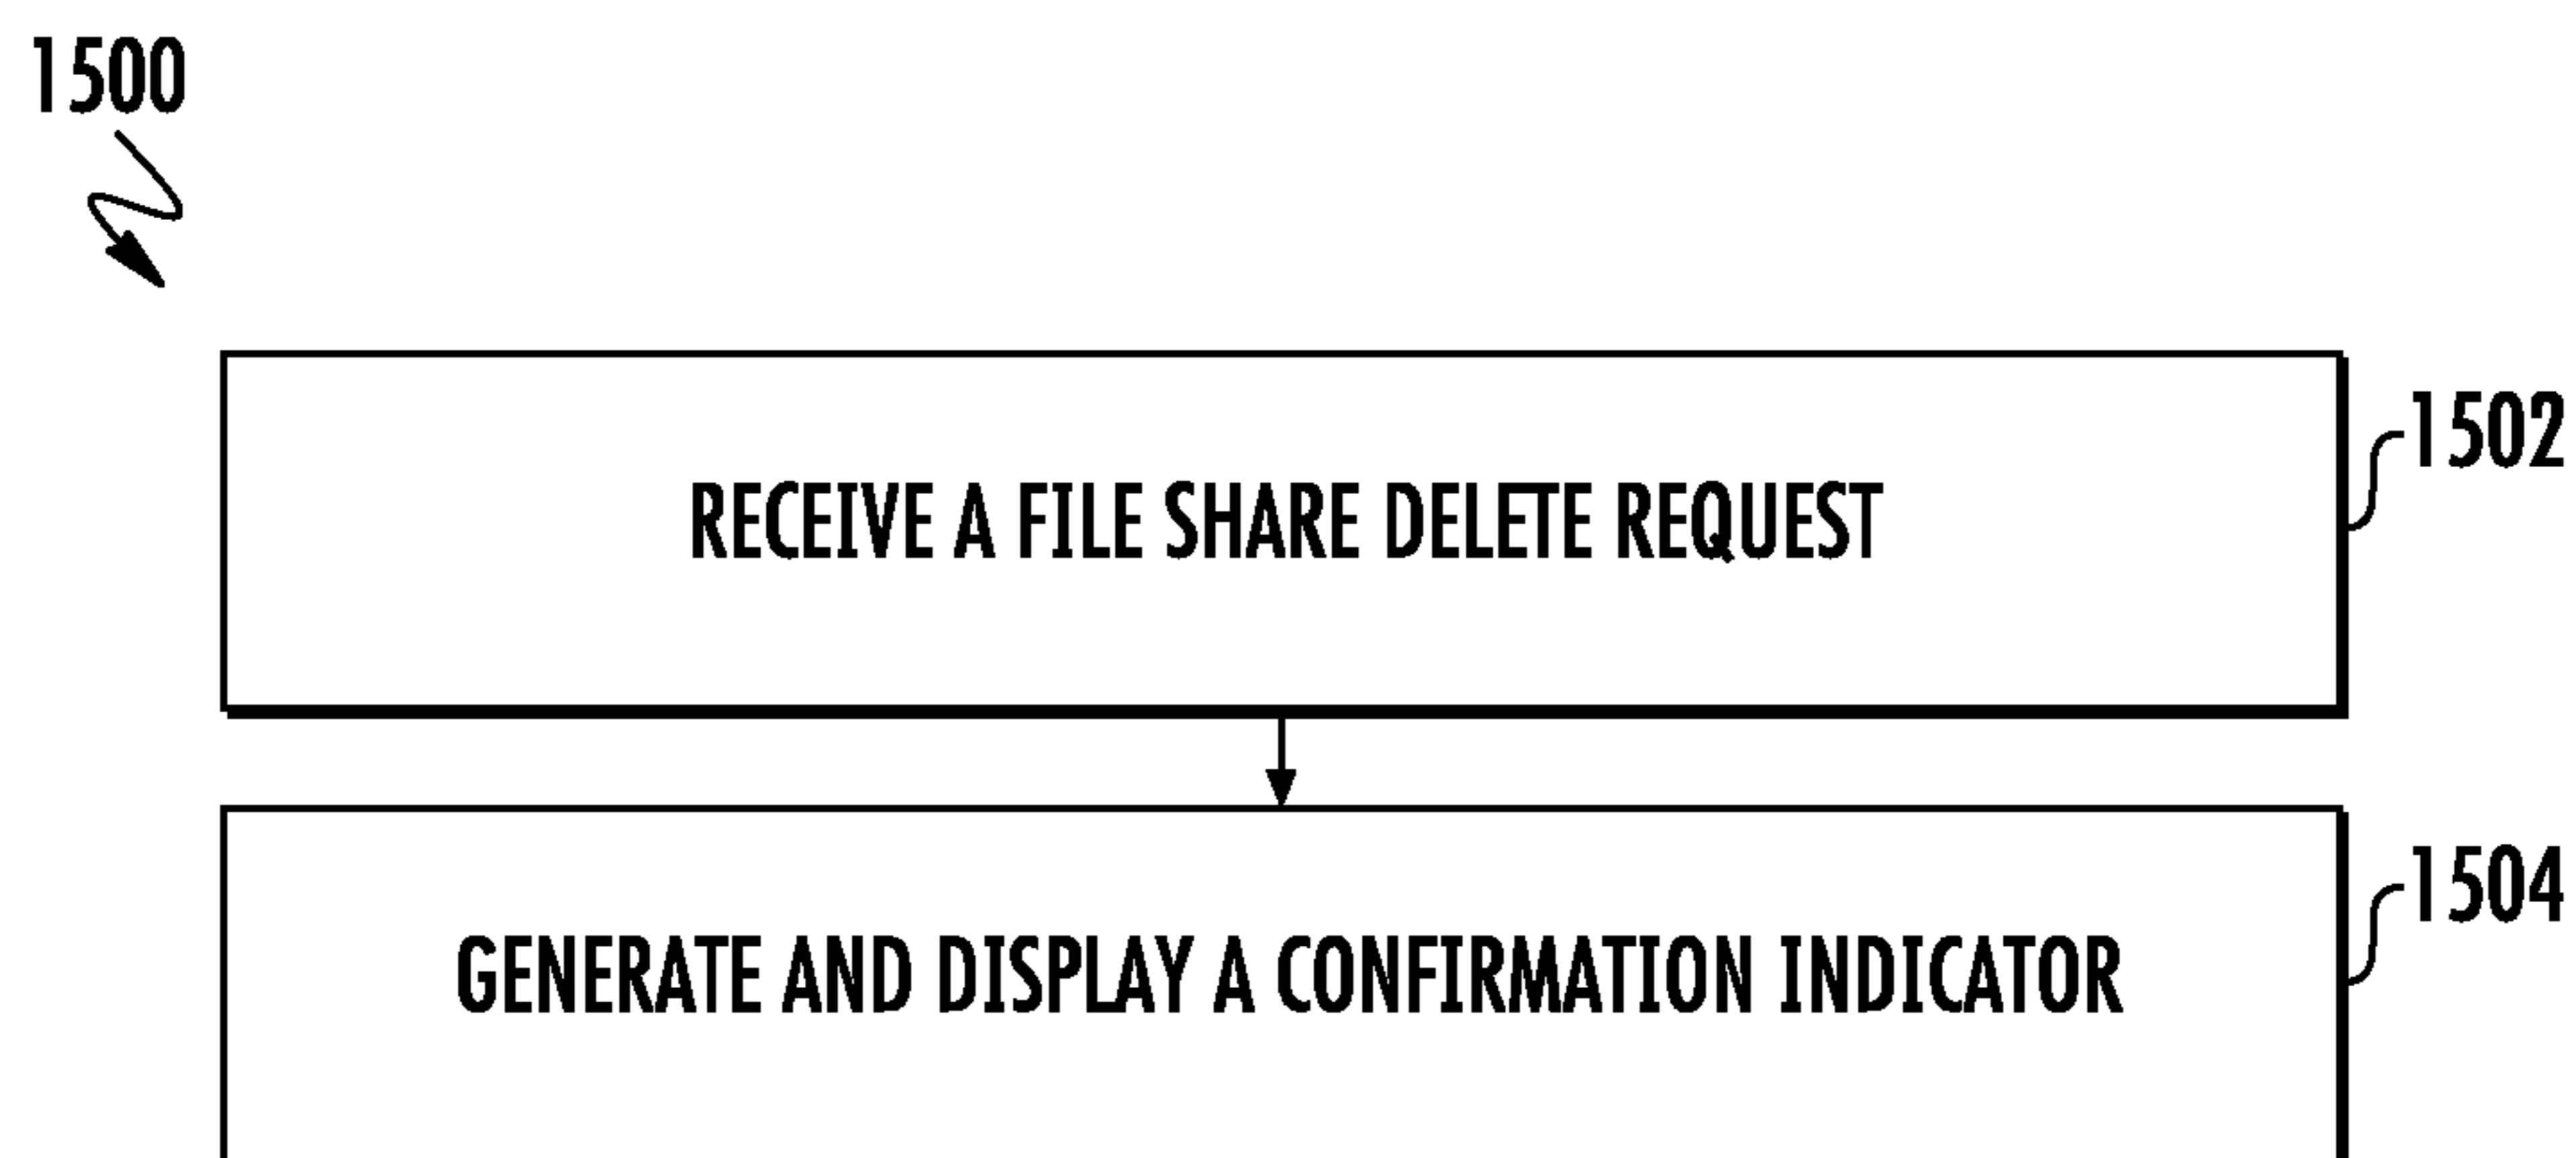 1500
RECEIVE A FILE SHARE DELETE REQUEST
1502
GENERATE AND DISPLAY A CONFIRMATION INDICATOR
1504